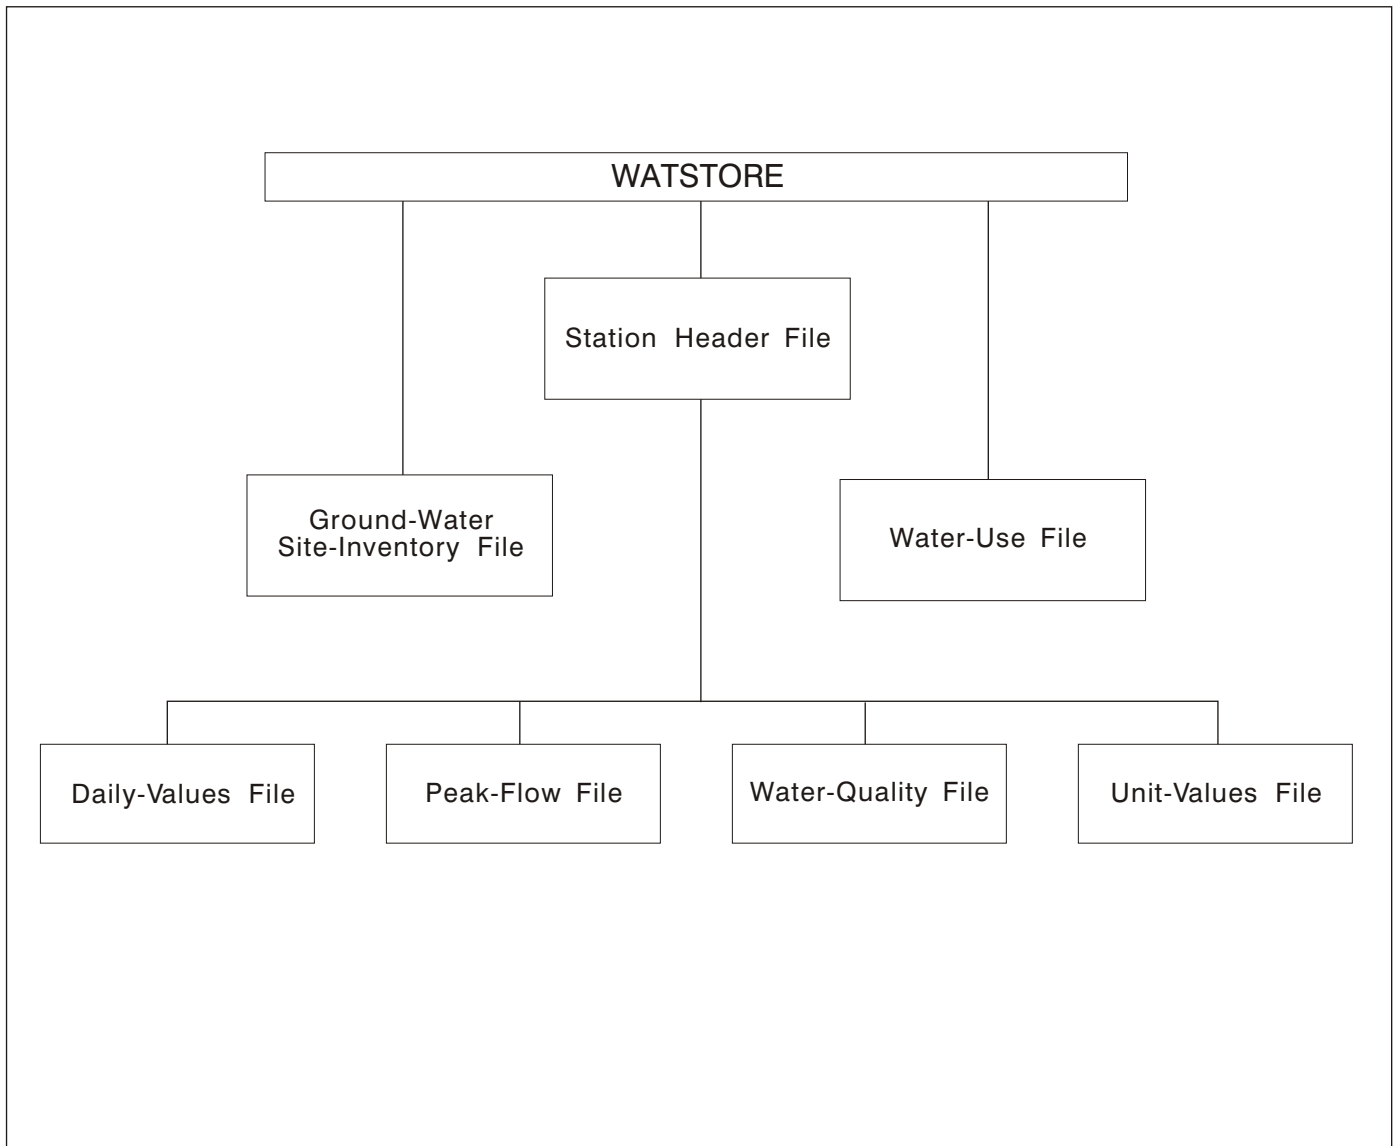 WATSTORE
Station Header File
Ground-Water
Site-Inventory File
Water-Use File
Daily-Values File
Peak-Flow File
Water-Quality File
Unit-Values File